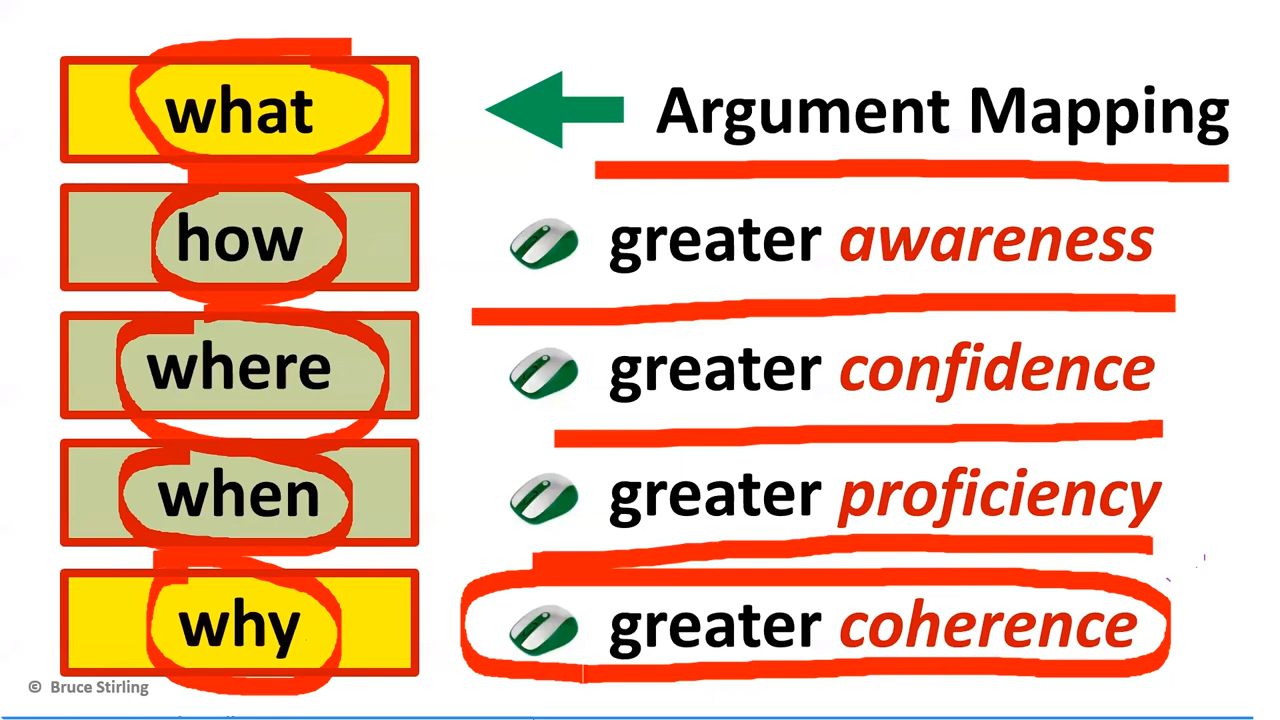 what
Argument Mapping
how
greater awareness
where
greater confidence
when
greater proficiency
why
greater coherence
© Bruce Stirling